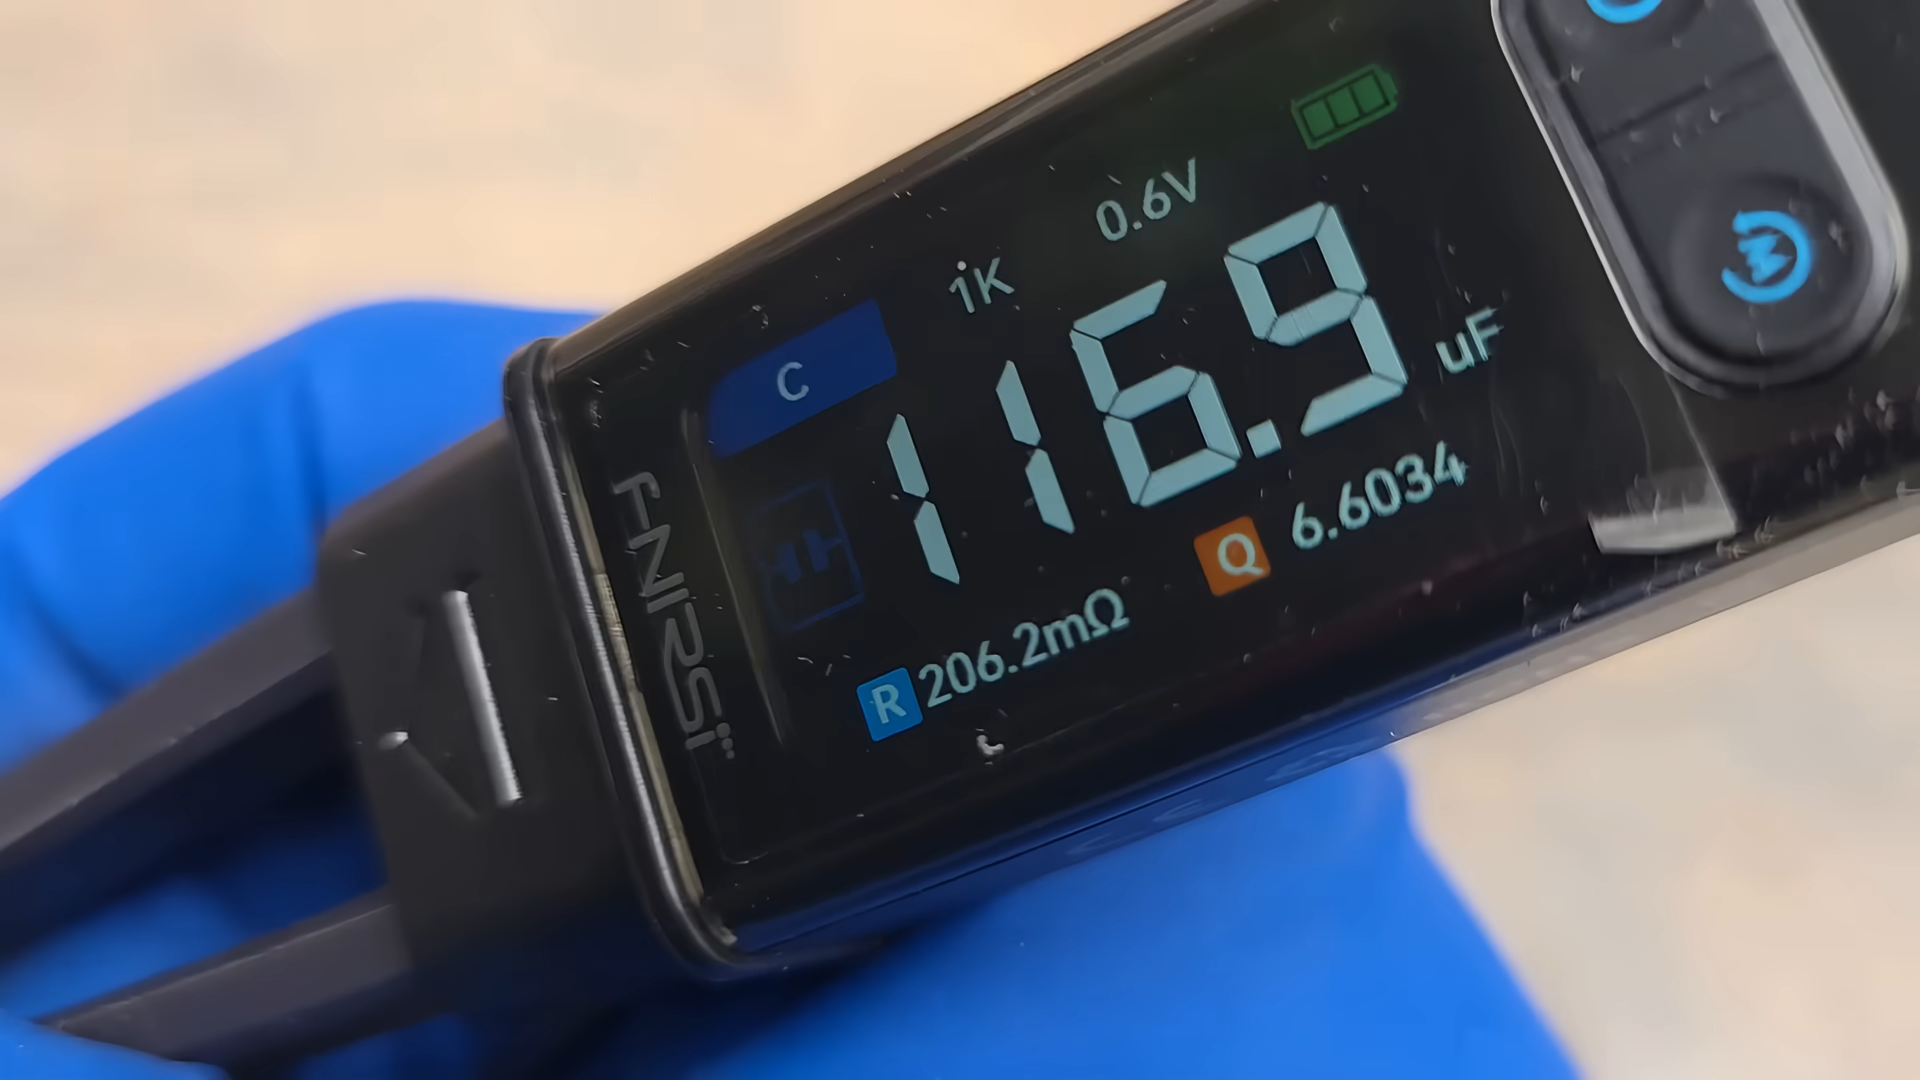 0.6V
1K
C
116.9 uF
R 206.2mΩ
Q 6.6034
FNIRSI
M